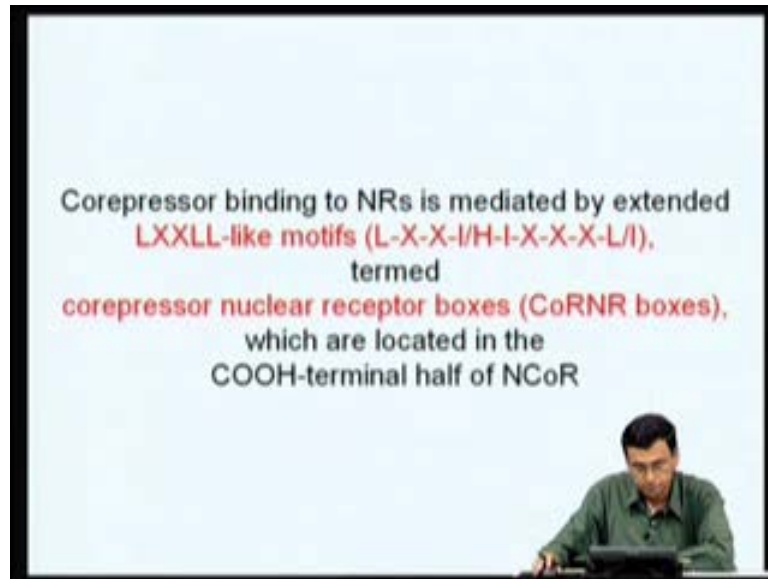 Corepressor binding to NRs is mediated by extended
LXXLL-like motifs (L-X-X-I/H-I-X-X-X-L/I),
termed
corepressor nuclear receptor boxes (CoRNR boxes),
which are located in the
COOH-terminal half of NCoR